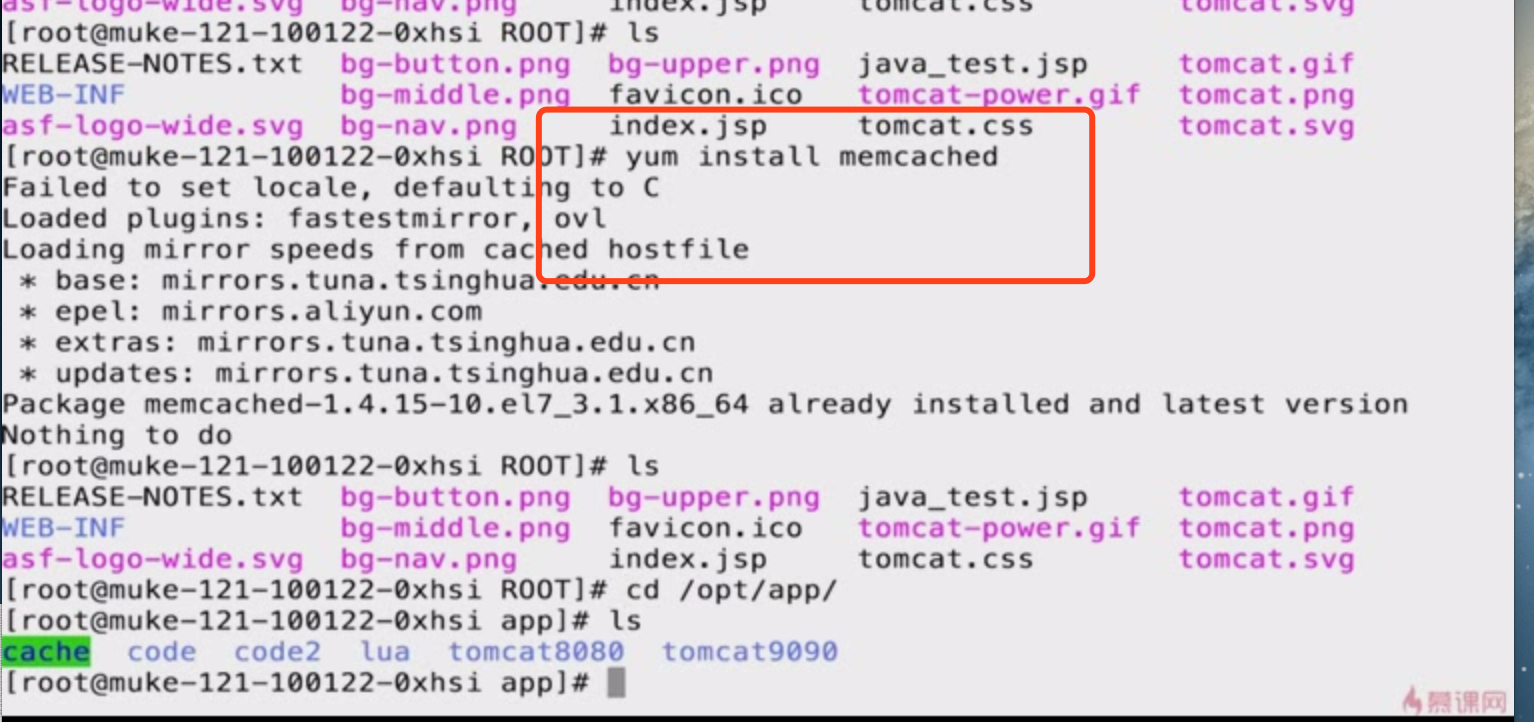 asf-logo-wide.svg  bg-nav.png     index.jsp     tomcat.css        tomcat.svg
[root@muke-121-100122-0xhsi ROOT]# ls
RELEASE-NOTES.txt  bg-button.png  bg-upper.png  java_test.jsp     tomcat.gif
WEB-INF            bg-middle.png  favicon.ico   tomcat-power.gif  tomcat.png
asf-logo-wide.svg  bg-nav.png     index.jsp     tomcat.css        tomcat.svg
[root@muke-121-100122-0xhsi ROOT]# yum install memcached
Failed to set locale, defaulting to C
Loaded plugins: fastestmirror, ovl
Loading mirror speeds from cached hostfile
 * base: mirrors.tuna.tsinghua.edu.cn
 * epel: mirrors.aliyun.com
 * extras: mirrors.tuna.tsinghua.edu.cn
 * updates: mirrors.tuna.tsinghua.edu.cn
Package memcached-1.4.15-10.el7_3.1.x86_64 already installed and latest version
Nothing to do
[root@muke-121-100122-0xhsi ROOT]# ls
RELEASE-NOTES.txt  bg-button.png  bg-upper.png  java_test.jsp     tomcat.gif
WEB-INF            bg-middle.png  favicon.ico   tomcat-power.gif  tomcat.png
asf-logo-wide.svg  bg-nav.png     index.jsp     tomcat.css        tomcat.svg
[root@muke-121-100122-0xhsi ROOT]# cd /opt/app/
[root@muke-121-100122-0xhsi app]# ls
cache  code  code2  lua  tomcat8080  tomcat9090
[root@muke-121-100122-0xhsi app]#
慕课网